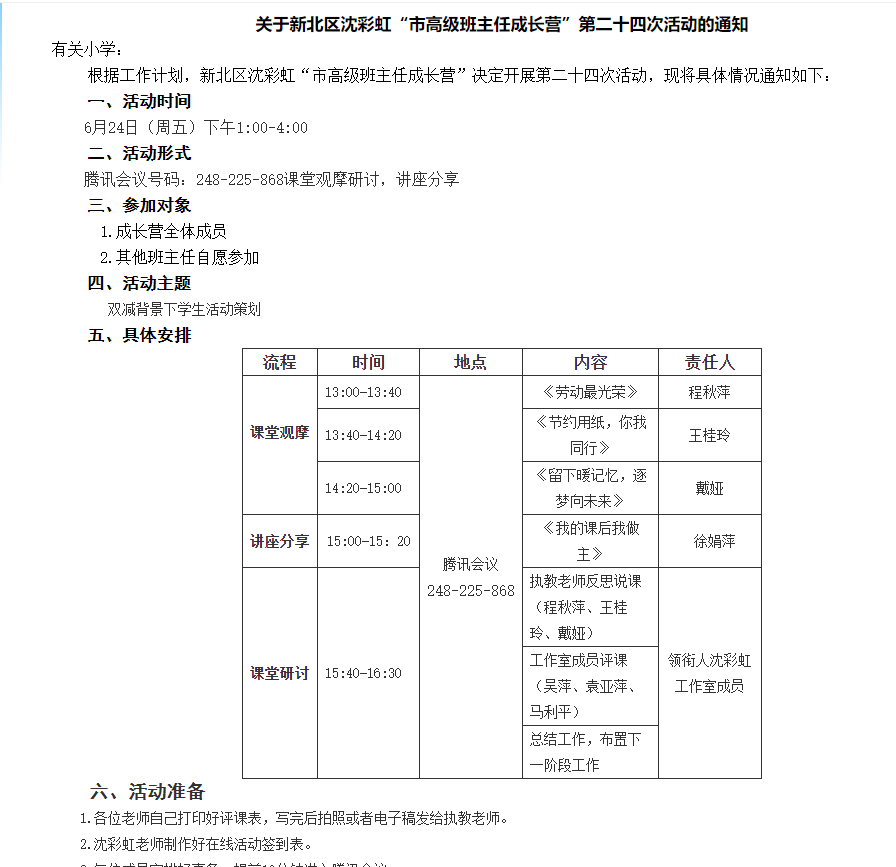 关于新北区沈彩虹“市高级班主任成长营”第二十四次活动的通知
有关小学：
根据工作计划，新北区沈彩虹“市高级班主任成长营”决定开展第二十四次活动，现将具体情况通知如下：
一、活动时间
6月24日（周五）下午1:00-4:00
二、活动形式
腾讯会议号码：248-225-868课堂观摩研讨，讲座分享
三、参加对象
1.成长营全体成员
2.其他班主任自愿参加
四、活动主题
双减背景下学生活动策划
五、具体安排
流程 时间 地点 内容 责任人
课堂观摩
13:00-13:40
《劳动最光荣》
程秋萍
13:40-14:20
《节约用纸，你我
同行》
王桂玲
14:20-15:00
《留下暖记忆，逐
梦向未来》
戴娅
讲座分享
15:00-15：20
《我的课后我做
主》
徐娟萍
腾讯会议
248-225-868
课堂研讨
15:40-16:30
执教老师反思说课
（程秋萍、王桂
玲、戴娅）
工作室成员评课
（吴萍、袁亚萍、
马利平）
总结工作，布置下
一阶段工作
领衔人沈彩虹
工作室成员
六、活动准备
1.各位老师自己打印好评课表，写完后拍照或者电子稿发给执教老师。
2.沈彩虹老师制作好在线活动签到表。